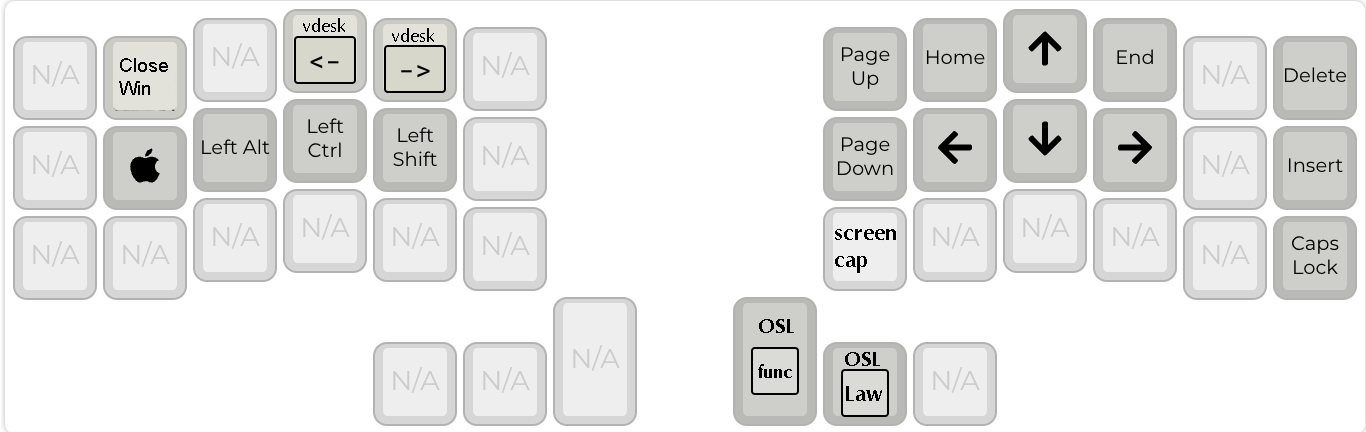 N/A
Close
Win
N/A
vdesk
<-
vdesk
->
N/A
Page
Up
Home
↑
End
N/A
Delete
N/A
Left Alt
Left
Ctrl
Left
Shift
N/A
Page
Down
←
↓
→
N/A
Insert
N/A
N/A
N/A
N/A
N/A
N/A
screen
cap
N/A
N/A
N/A
N/A
Caps
Lock
N/A
N/A
N/A
OSL
func
OSL
Law
N/A